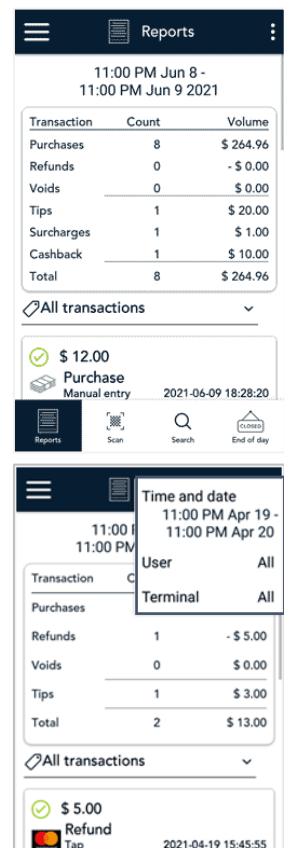 Reports
11:00 PM Jun 8 -
11:00 PM Jun 9 2021
Transaction Count Volume
Purchases 8 $ 264.96
Refunds 0 - $ 0.00
Voids 0 $ 0.00
Tips 1 $ 20.00
Surcharges 1 $ 1.00
Cashback 1 $ 10.00
Total 8 $ 264.96
All transactions
$ 12.00
Purchase
Manual entry 2021-06-09 18:28:20
Reports Scan Search CLOSED End of day
Time and date
11:00 PM Apr 19 -
11:00 PM Apr 20
User All
Terminal All
11:00
11:00 PM
Transaction C
Purchases
Refunds 1 - $ 5.00
Voids 0 $ 0.00
Tips 1 $ 3.00
Total 2 $ 13.00
All transactions
$ 5.00
Refund
Tap 2021-04-19 15:45:55